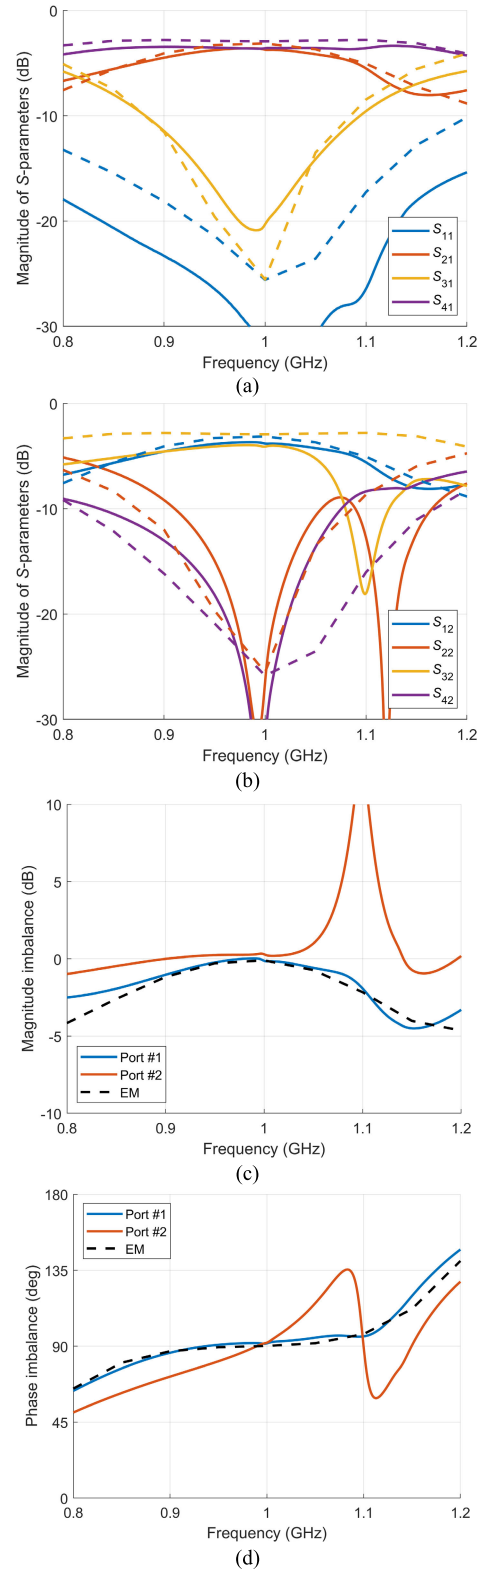 0
-10
-20
-30
Magnitude of S-parameters (dB)
S11
S21
S31
S41
0.8 0.9 1 1.1 1.2
Frequency (GHz)
(a)
0
-10
-20
-30
Magnitude of S-parameters (dB)
S12
S22
S32
S42
0.8 0.9 1 1.1 1.2
Frequency (GHz)
(b)
5
0
-5
-10
Magnitude imbalance (dB)
Port #1
Port #2
EM
0.8 0.9 1 1.1 1.2
Frequency (GHz)
(c)
180
135
90
45
0
Phase imbalance (deg)
Port #1
Port #2
EM
0.8 0.9 1 1.1 1.2
Frequency (GHz)
(d)